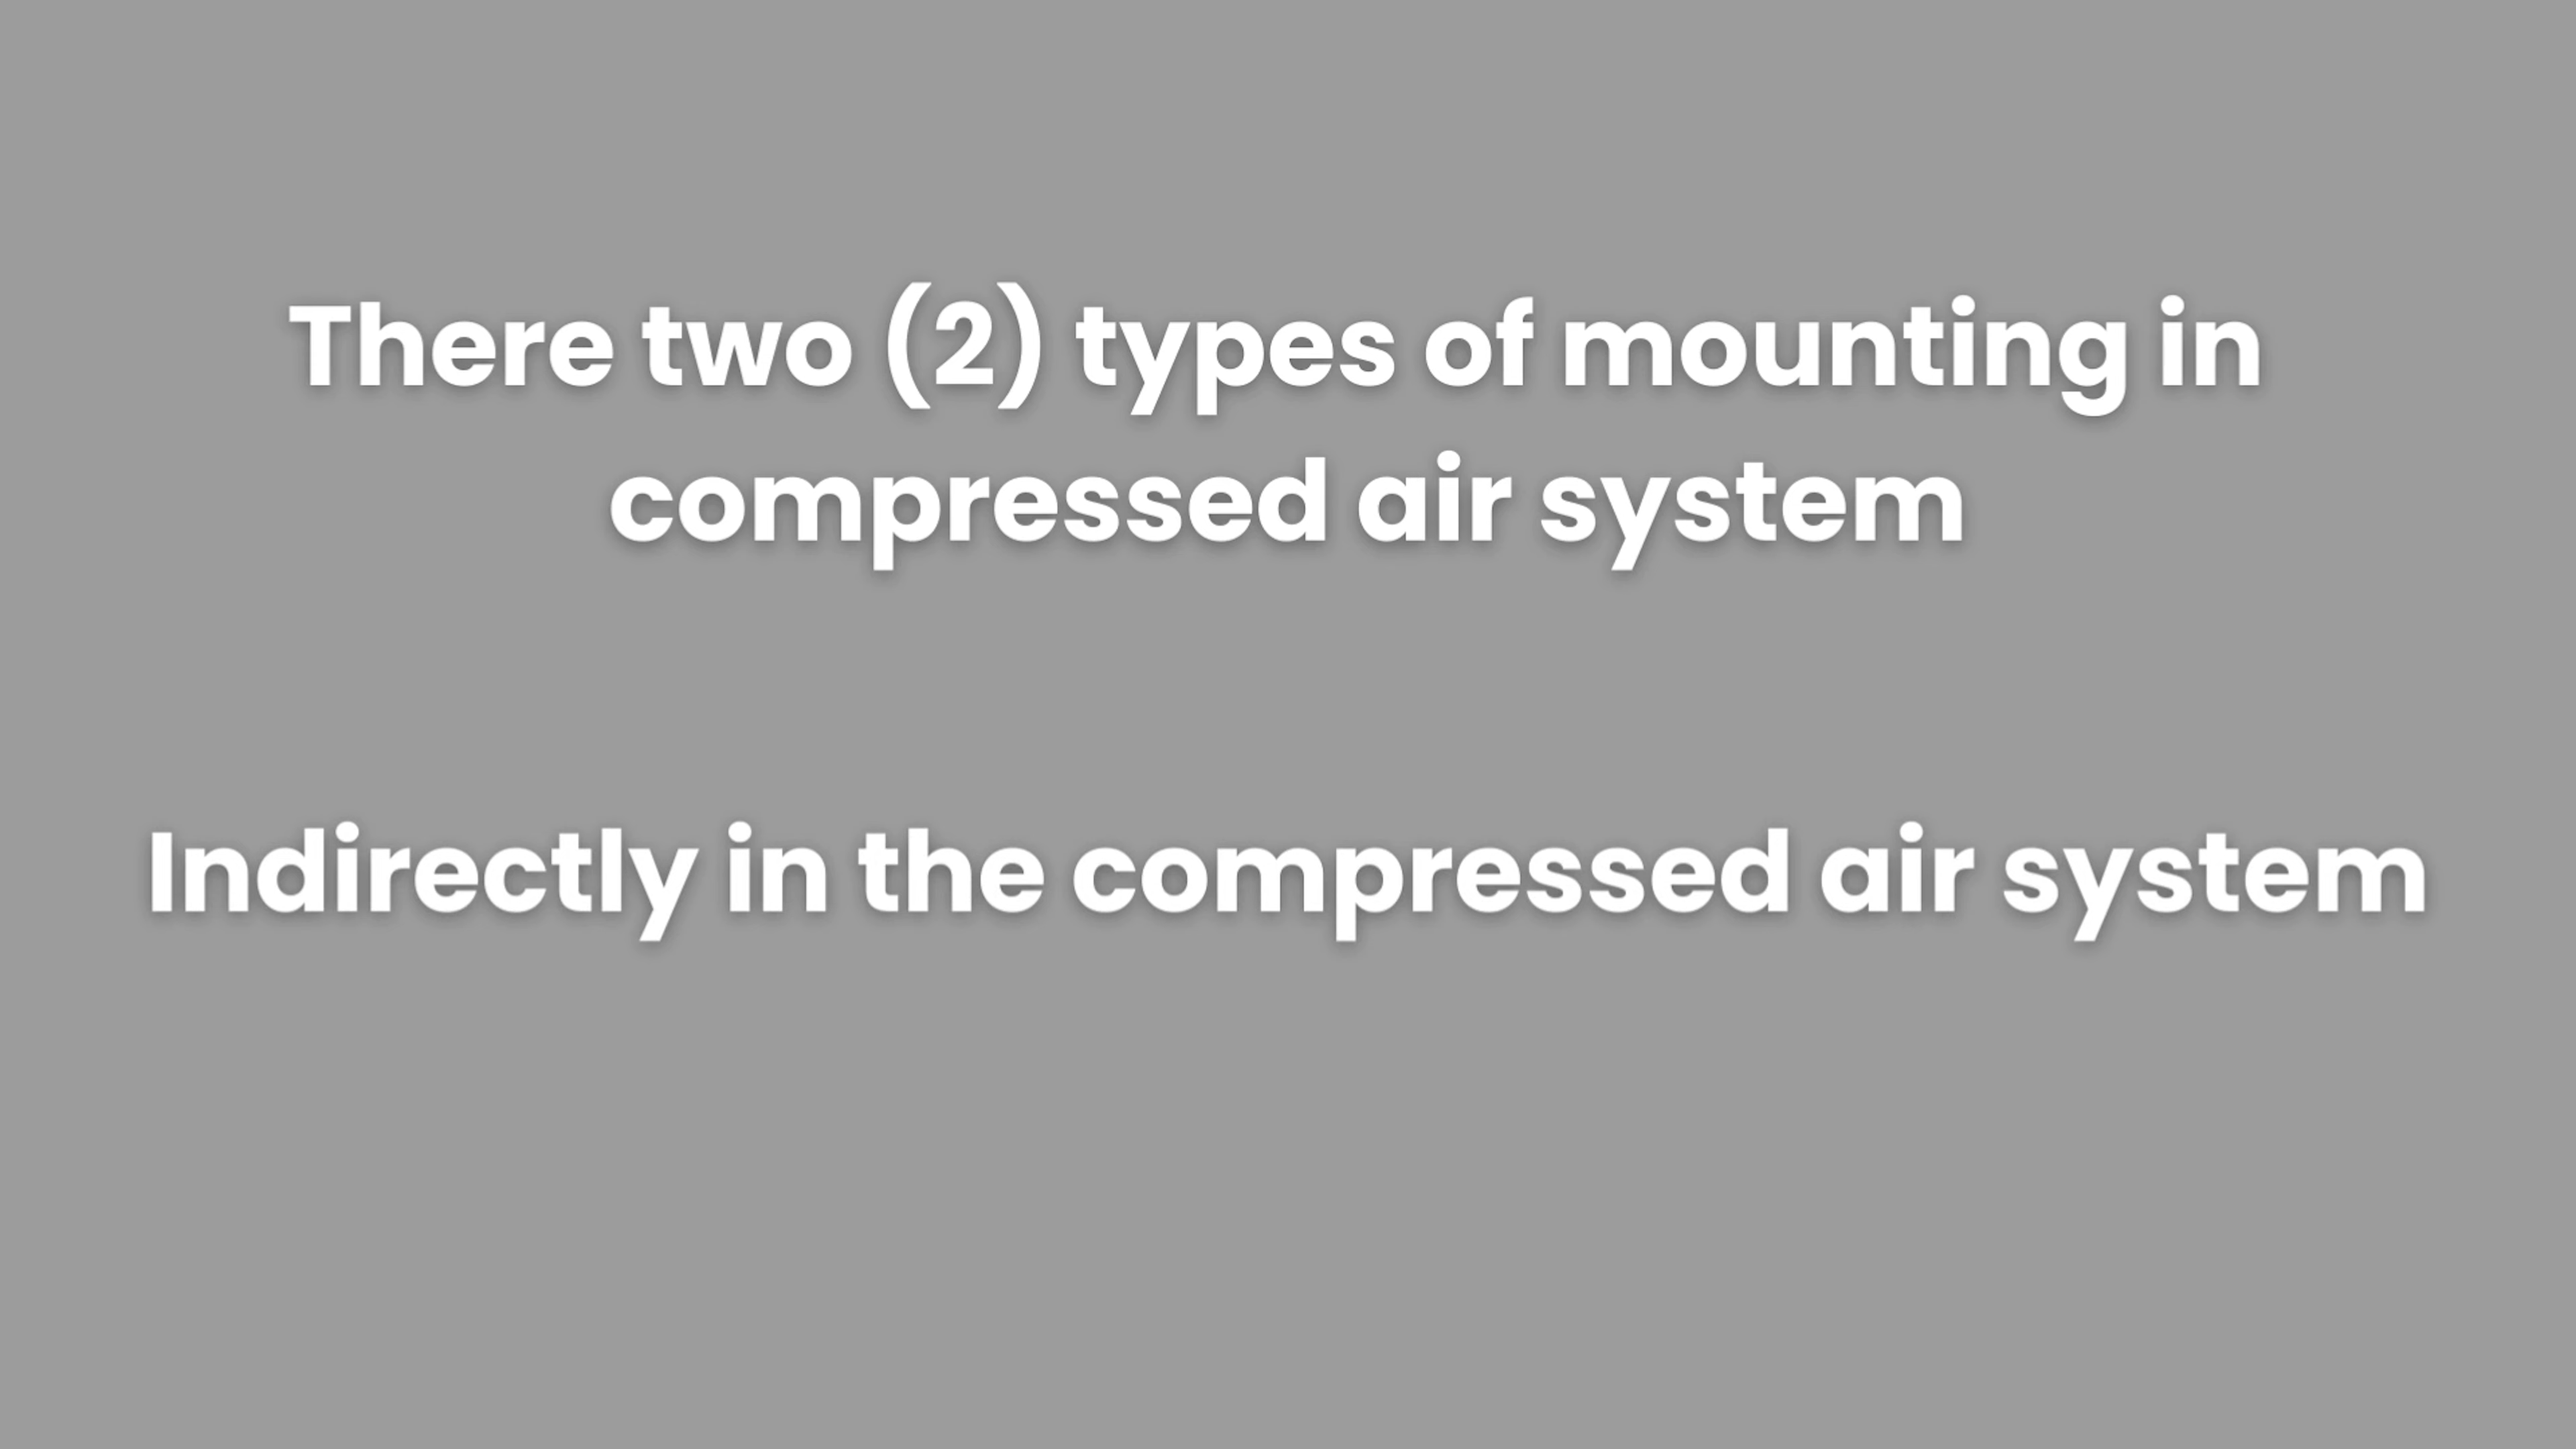 There two (2) types of mounting in
compressed air system
Indirectly in the compressed air system